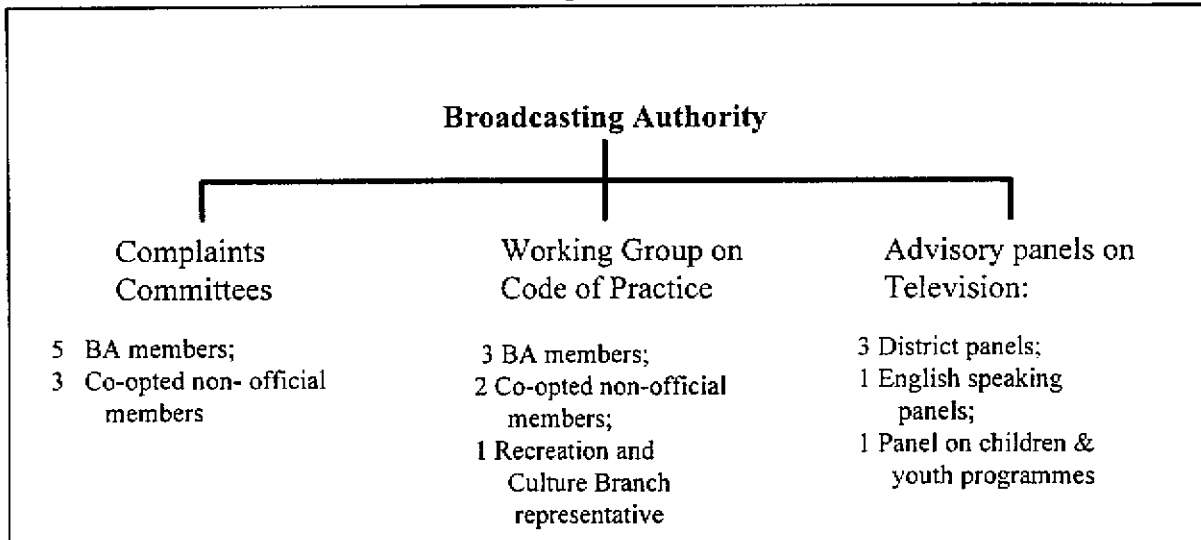 Broadcasting Authority
Complaints
Committees
5 BA members;
3 Co-opted non- official
members
Working Group on
Code of Practice
3 BA members;
2 Co-opted non-official
members;
1 Recreation and
Culture Branch
representative
Advisory panels on
Television:
3 District panels;
1 English speaking
panels;
1 Panel on children &
youth programmes